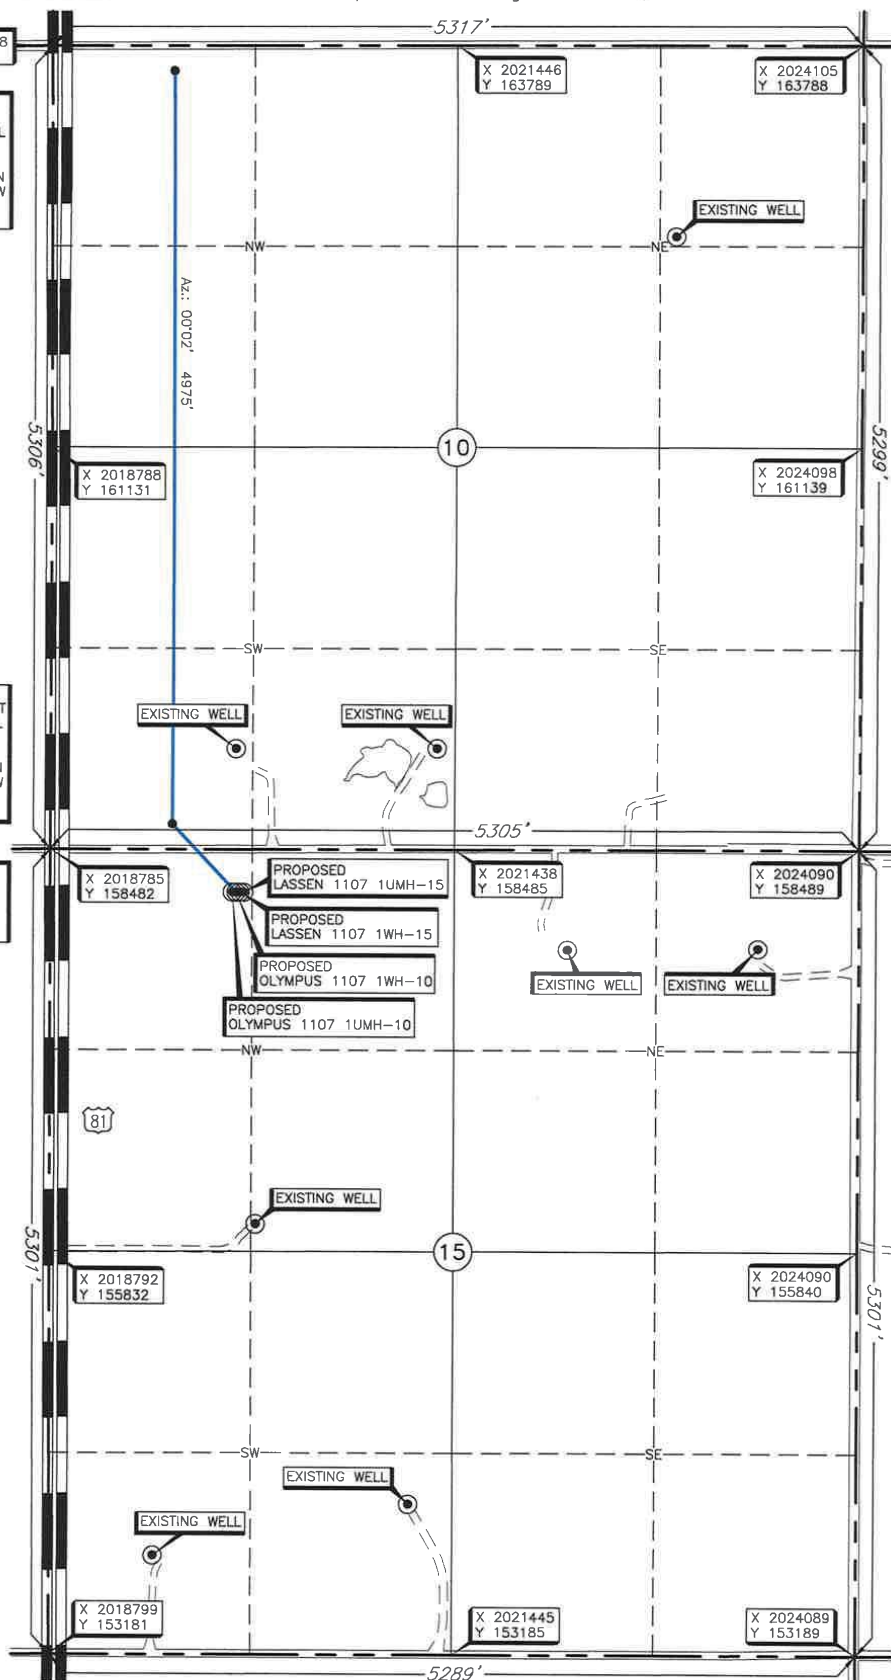 5317'
8
X 2021446
Y 163789
X 2024105
Y 163788
L
N
W
EXISTING WELL
NW
NE
Az.: 00°02' 4975'
5306'
10
5299'
X 2018788
Y 161131
X 2024098
Y 161139
SW
SE
T
EXISTING WELL
EXISTING WELL
5305'
X 2018785
Y 158482
PROPOSED
LASSEN 1107 1UMH-15
X 2021438
Y 158485
X 2024090
Y 158489
PROPOSED
LASSEN 1107 1WH-15
PROPOSED
OLYMPUS 1107 1WH-10
EXISTING WELL
EXISTING WELL
PROPOSED
OLYMPUS 1107 1UMH-10
NW
NE
81
EXISTING WELL
5301'
15
X 2018792
Y 155832
X 2024090
Y 155840
5301'
SW
SE
EXISTING WELL
EXISTING WELL
X 2018799
Y 153181
X 2021445
Y 153185
X 2024089
Y 153189
5289'